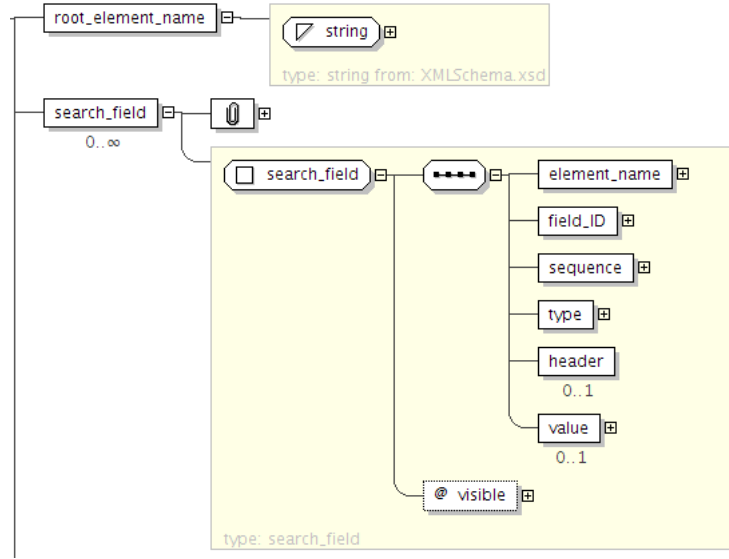 root_element_name
string
type: string from: XMLSchema.xsd
search_field
0..∞
search_field
element_name
field_ID
sequence
type
header
0..1
value
0..1
@ visible
type: search_field